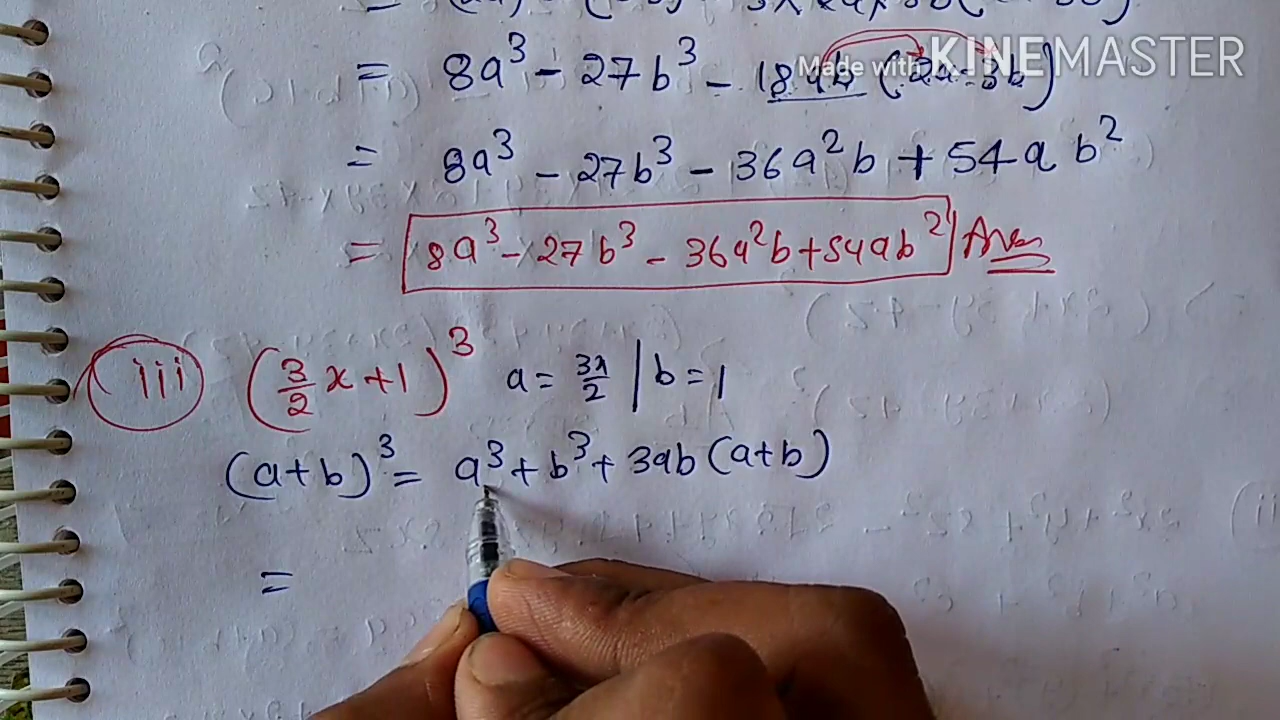 = 8a³ - 27b³ - 18ab (2a-3b)
Made with KINEMASTER
= 8a³ - 27b³ - 36a²b + 54ab²
= 8a³ - 27b³ - 36a²b + 54ab² Ans
iii (3/2 x + 1)³ a = 3x/2 | b = 1
(a+b)³ = a³ + b³ + 3ab (a+b)
=